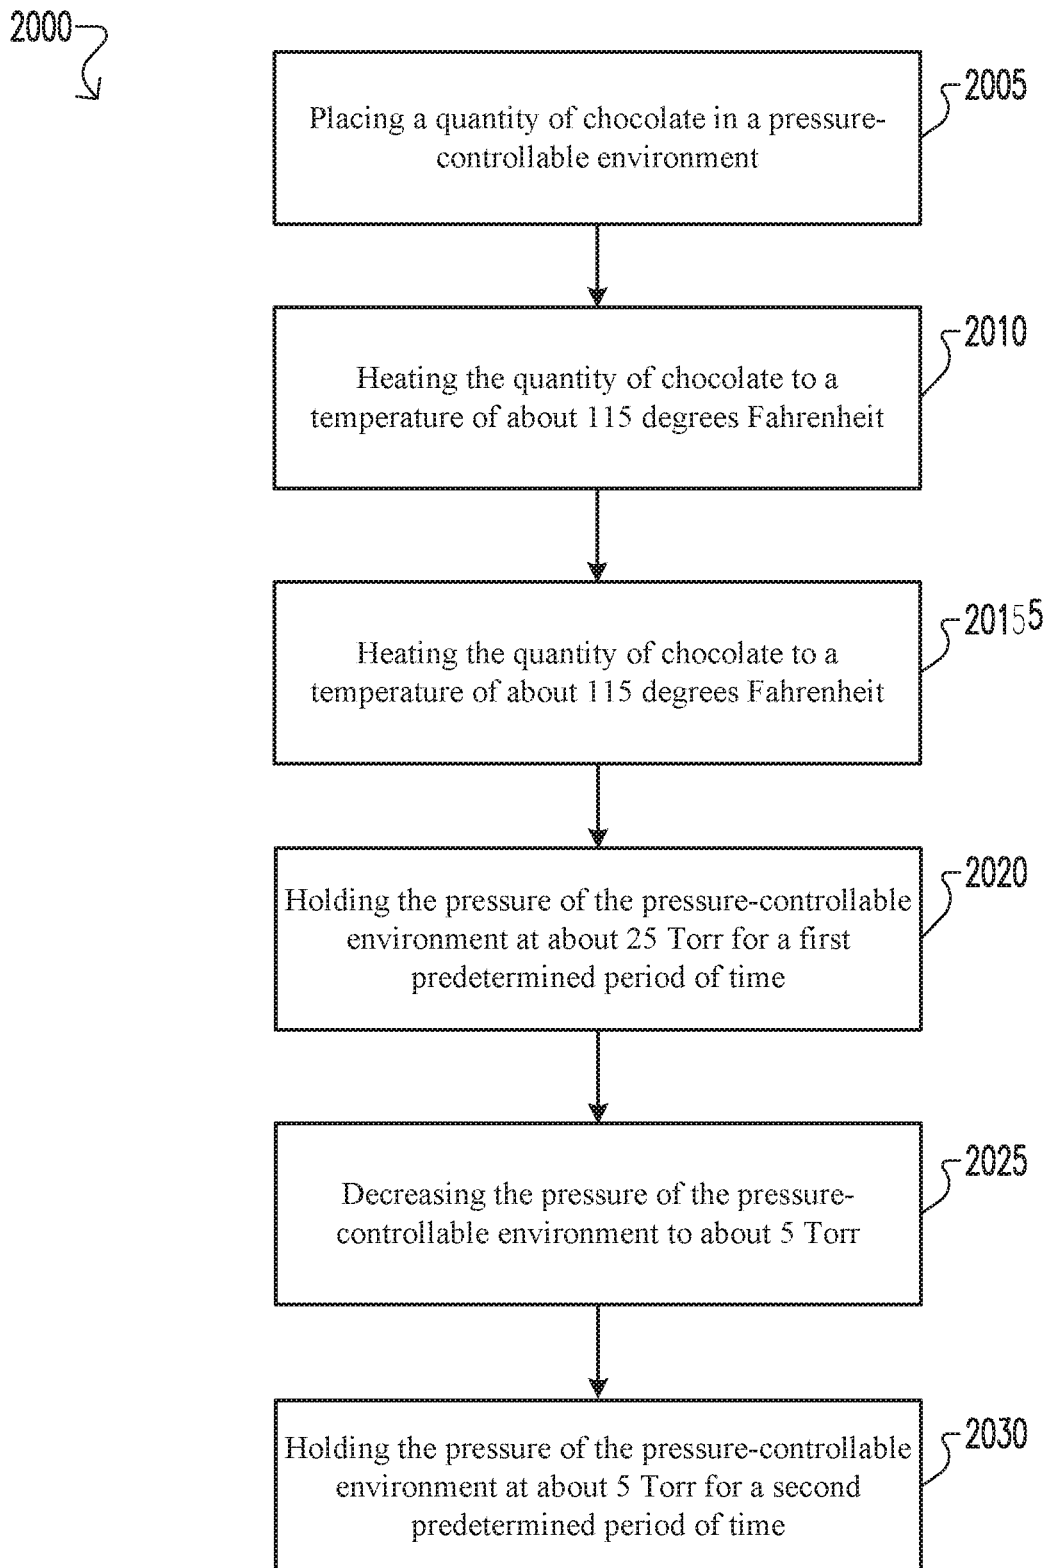 2000
Placing a quantity of chocolate in a pressure-
controllable environment
2005
Heating the quantity of chocolate to a
temperature of about 115 degrees Fahrenheit
2010
Heating the quantity of chocolate to a
temperature of about 115 degrees Fahrenheit
20155
Holding the pressure of the pressure-controllable
environment at about 25 Torr for a first
predetermined period of time
2020
Decreasing the pressure of the pressure-
controllable environment to about 5 Torr
2025
Holding the pressure of the pressure-controllable
environment at about 5 Torr for a second
predetermined period of time
2030